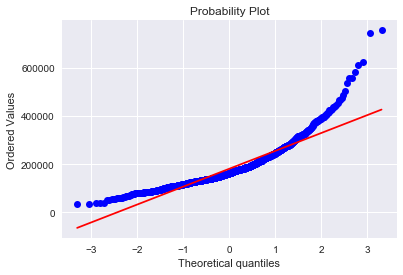 Probability Plot
Ordered Values
600000
400000
200000
0
−3 −2 −1 0 1 2 3
Theoretical quantiles